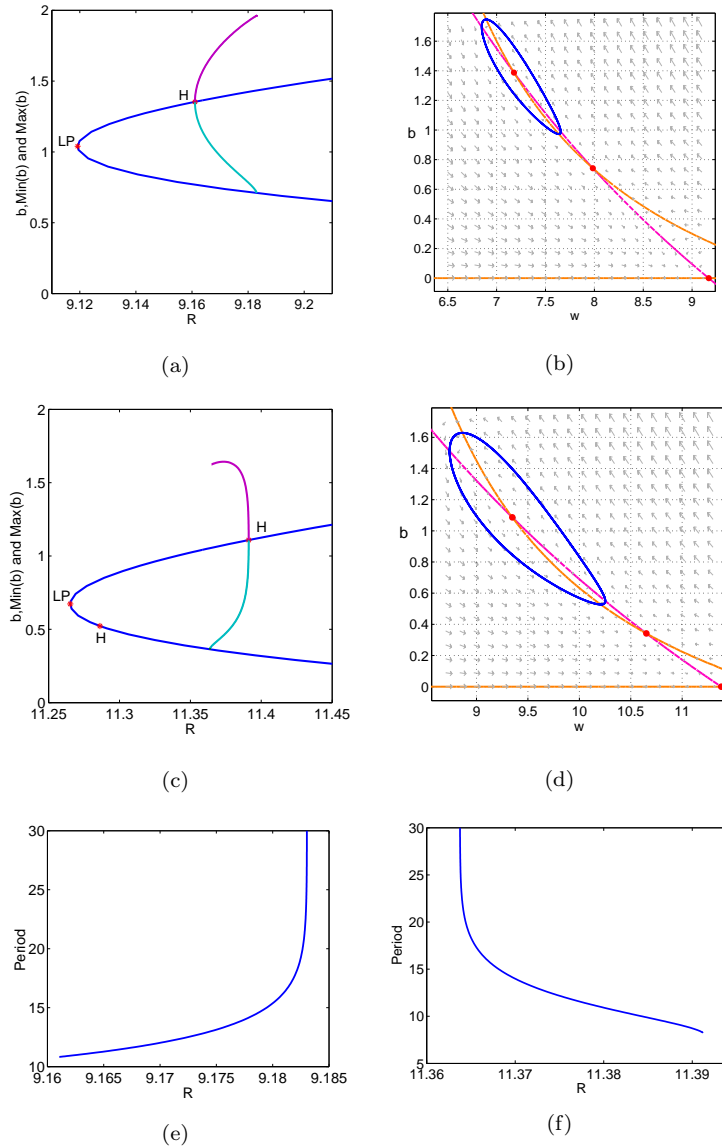 2
1.5
1
0.5
0
b,Min(b) and Max(b)
LP
H
9.12 9.14 9.16 9.18 9.2
R
(a)
1.6
1.4
1.2
1
0.8
0.6
0.4
0.2
0
b
6.5 7 7.5 8 8.5 9
w
(b)
2
1.5
1
0.5
0
b,Min(b) and Max(b)
H
LP
H
11.25 11.3 11.35 11.4 11.45
R
(c)
1.6
1.4
1.2
1
0.8
0.6
0.4
0.2
0
b
9 9.5 10 10.5 11
w
(d)
30
25
20
15
10
Period
9.16 9.165 9.17 9.175 9.18 9.185
R
(e)
30
25
20
15
10
5
Period
11.36 11.37 11.38 11.39
R
(f)